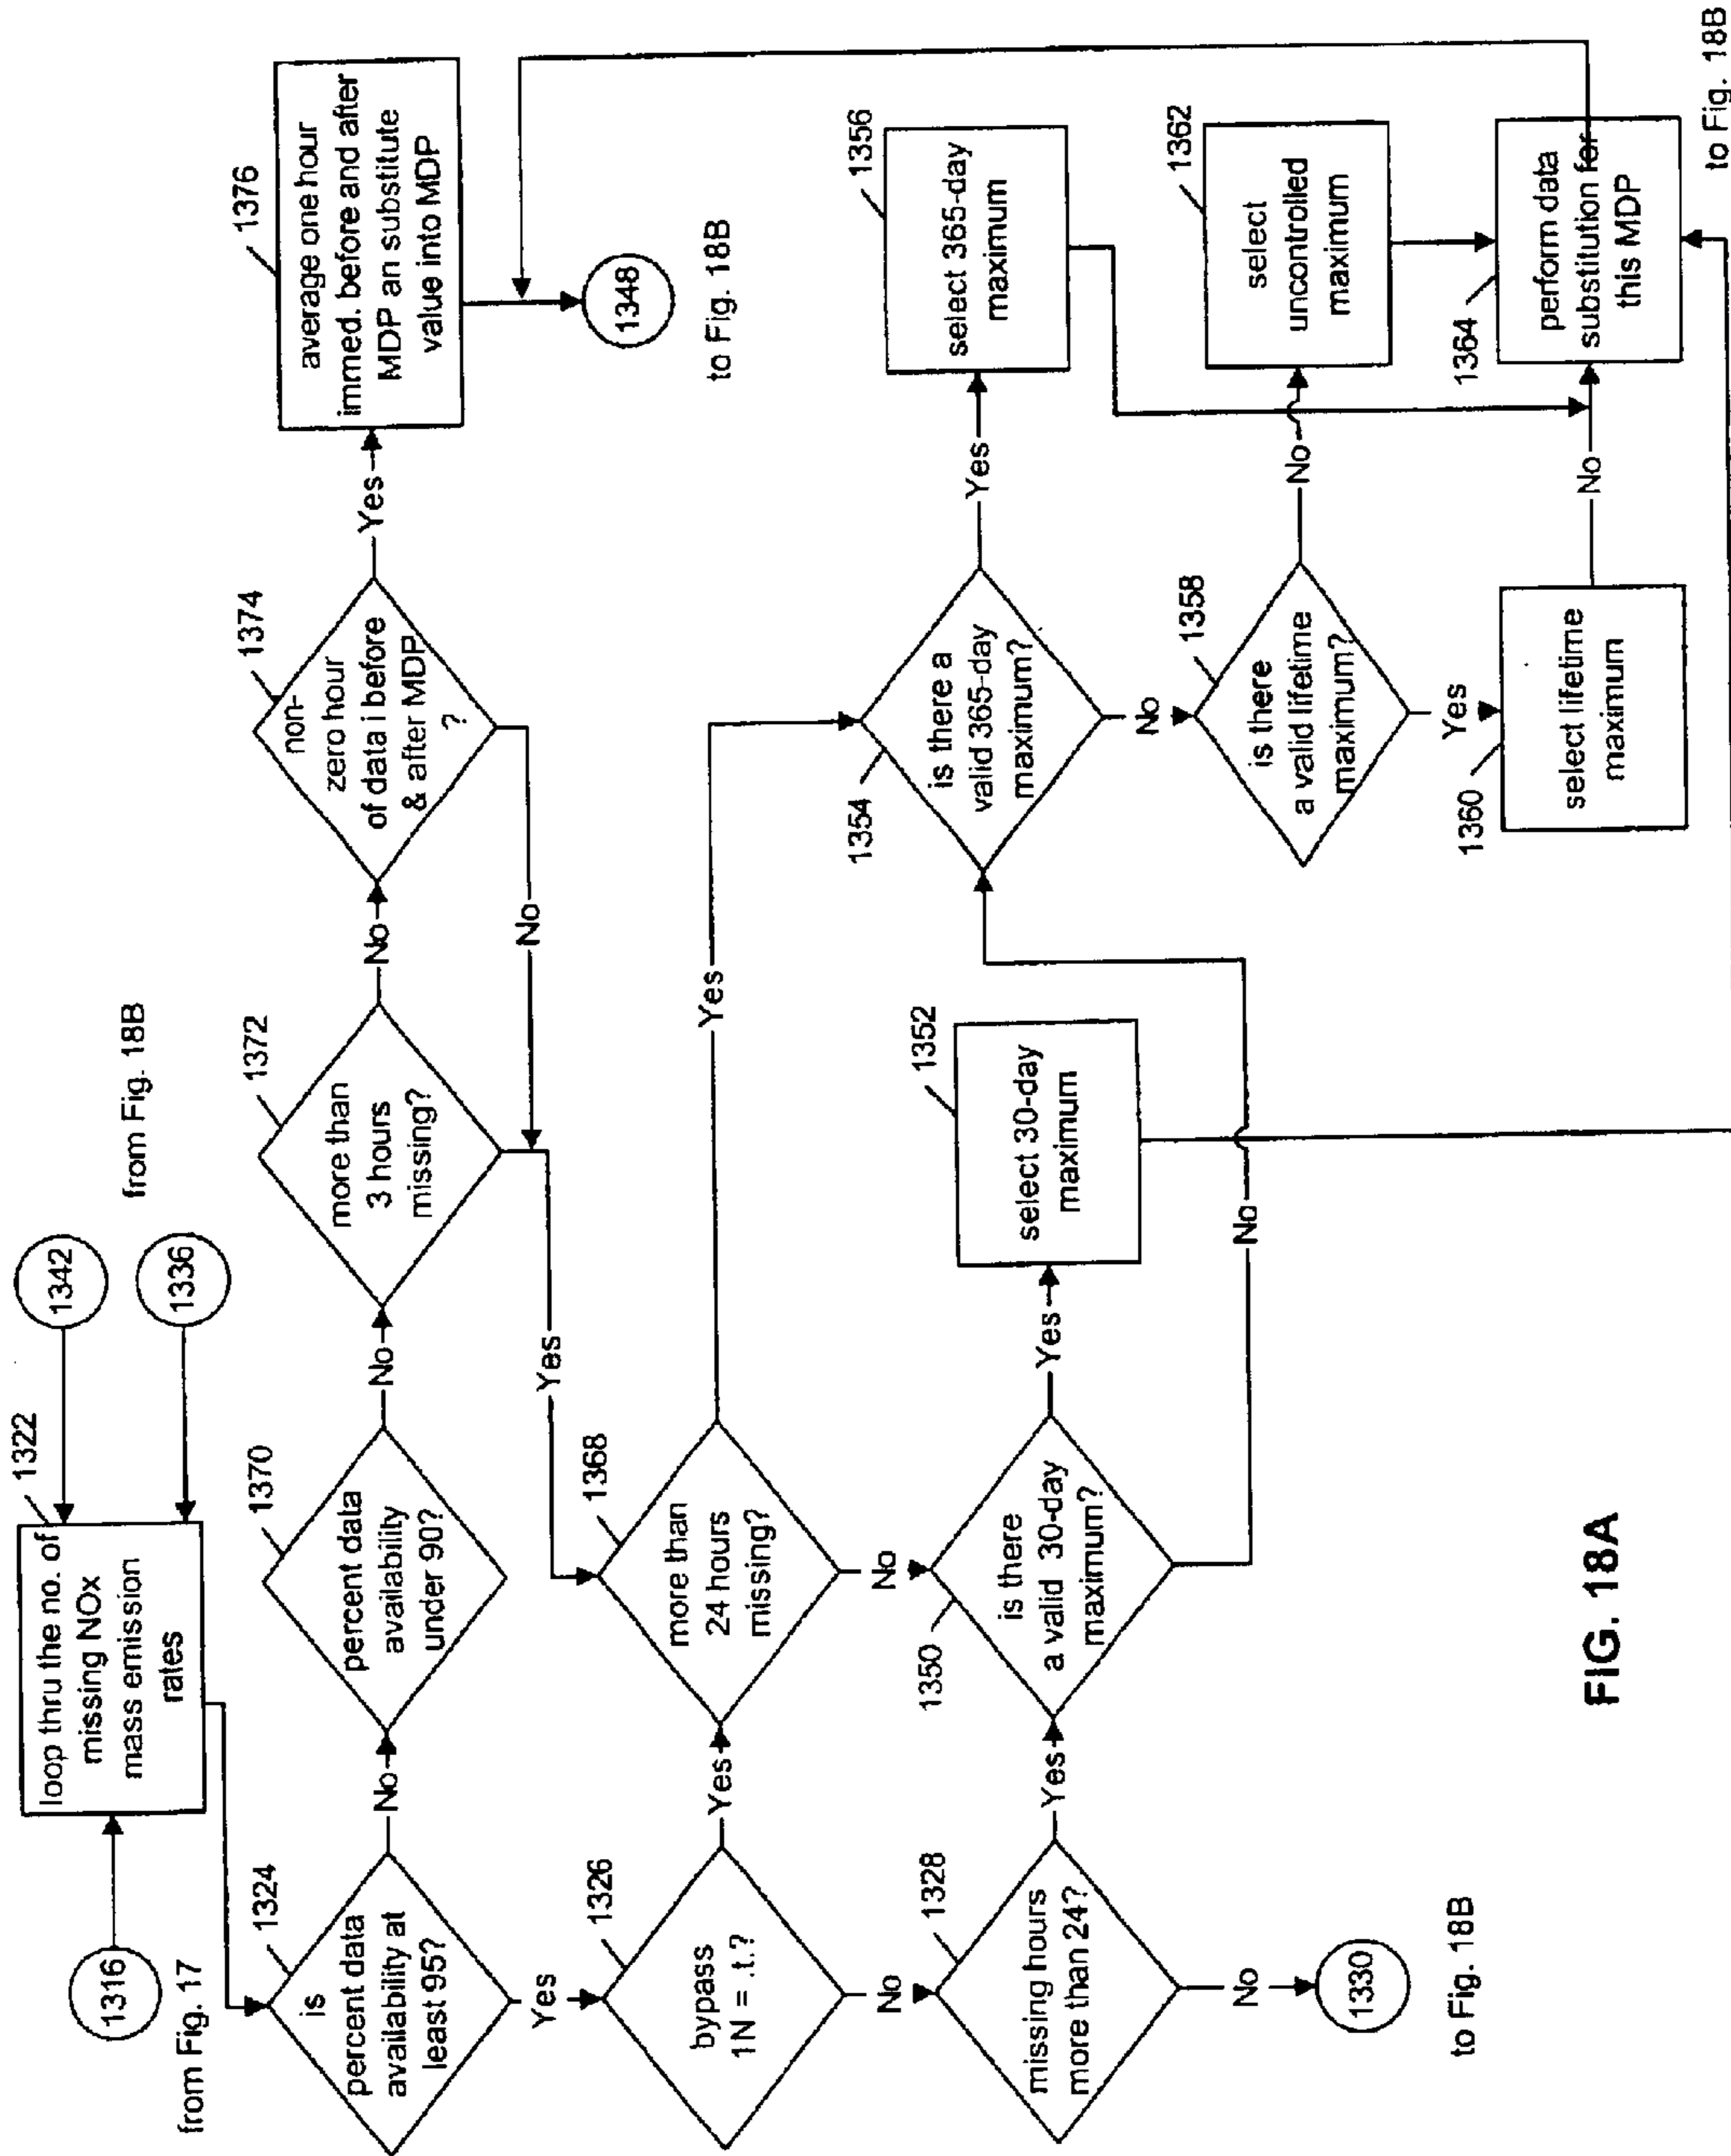 1316
from Fig. 17
loop thru the no. of
missing NOx
mass emission
rates
1322
1342
1336
from Fig. 18B
is
percent data
availability at
least 95?
1324
No
percent data
availability
under 90?
1370
No
more than
3 hours
missing?
1372
No
non-
zero hour
of data i before
& after MDP
?
1374
Yes
average one hour
immed. before and after
MDP an substitute
value into MDP
1376
1348
to Fig. 18B
Yes
No
Yes
bypass
1N = .t.?
1326
Yes
more than
24 hours
missing?
1368
Yes
is there a
valid 365-day
maximum?
1354
Yes
select 365-day
maximum
1356
No
No
No
missing hours
more than 24?
1328
Yes
is there
a valid 30-day
maximum?
1350
Yes
select 30-day
maximum
1352
No
is there
a valid lifetime
maximum?
1358
No
select
uncontrolled
maximum
1362
No
1330
to Fig. 18B
Yes
select lifetime
maximum
1360
No
perform data
substitution for
this MDP
1364
to Fig. 18B
FIG. 18A